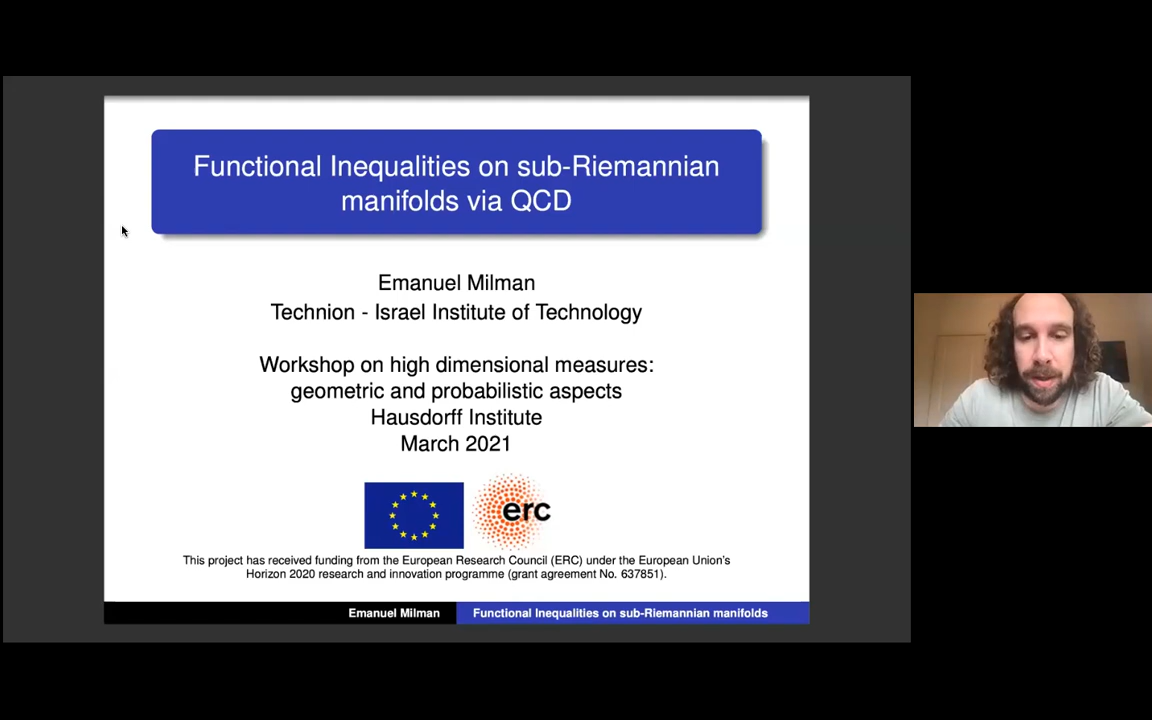 Functional Inequalities on sub-Riemannian
manifolds via QCD
Emanuel Milman
Technion - Israel Institute of Technology
Workshop on high dimensional measures:
geometric and probabilistic aspects
Hausdorff Institute
March 2021
erc
This project has received funding from the European Research Council (ERC) under the European Union's
Horizon 2020 research and innovation programme (grant agreement No. 637851).
Emanuel Milman
Functional Inequalities on sub-Riemannian manifolds